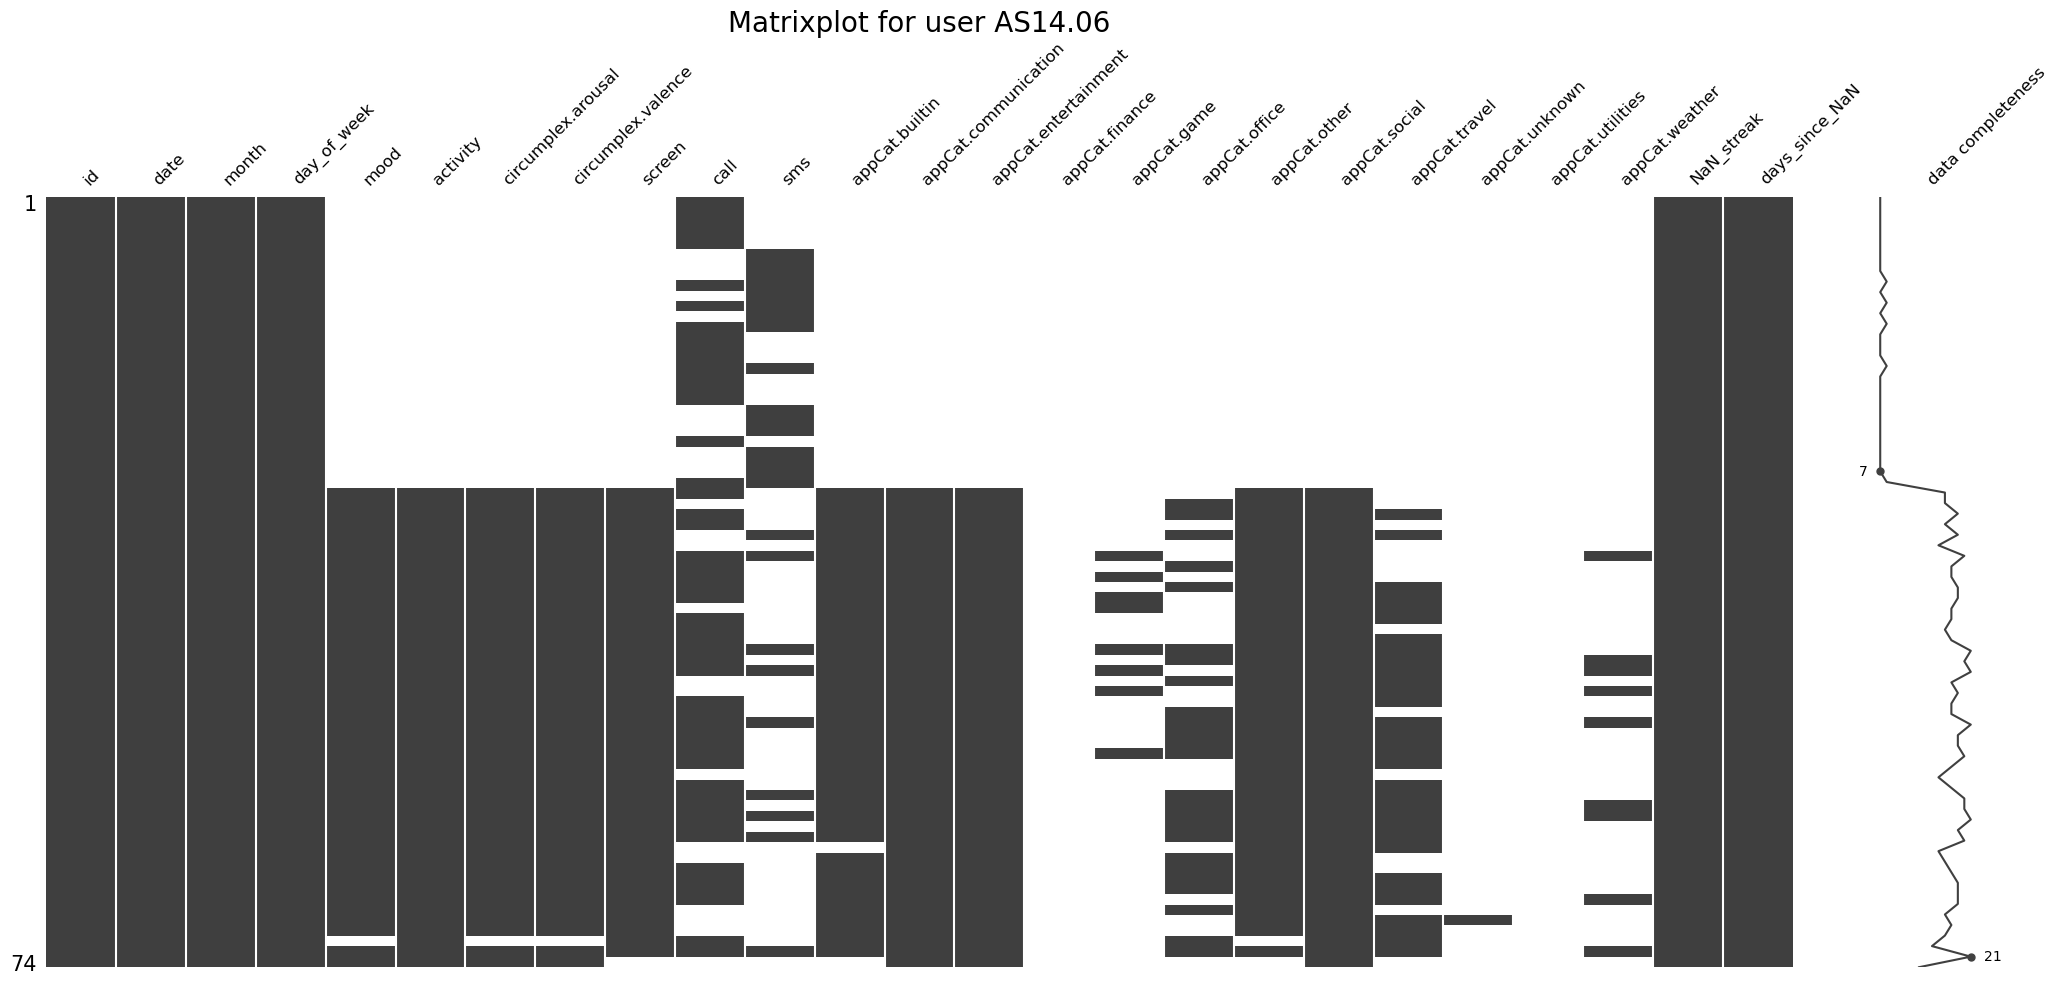 Matrixplot for user AS14.06
id
date
month
day_of_week
mood
activity
circumplex.arousal
circumplex.valence
screen
call
sms
appCat.builtin
appCat.communication
appCat.entertainment
appCat.finance
appCat.game
appCat.office
appCat.other
appCat.social
appCat.travel
appCat.unknown
appCat.utilities
appCat.weather
NaN_streak
days_since_NaN
data completeness
1
7
74
21